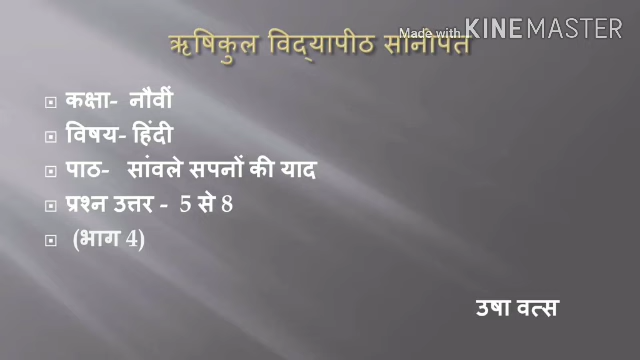 Made with KINEMASTER
ऋषिकुल विद्यापीठ सोनीपत
कक्षा- नौवीं
विषय- हिंदी
पाठ- सांवले सपनों की याद
प्रश्न उत्तर - 5 से 8
(भाग 4)
उषा वत्स